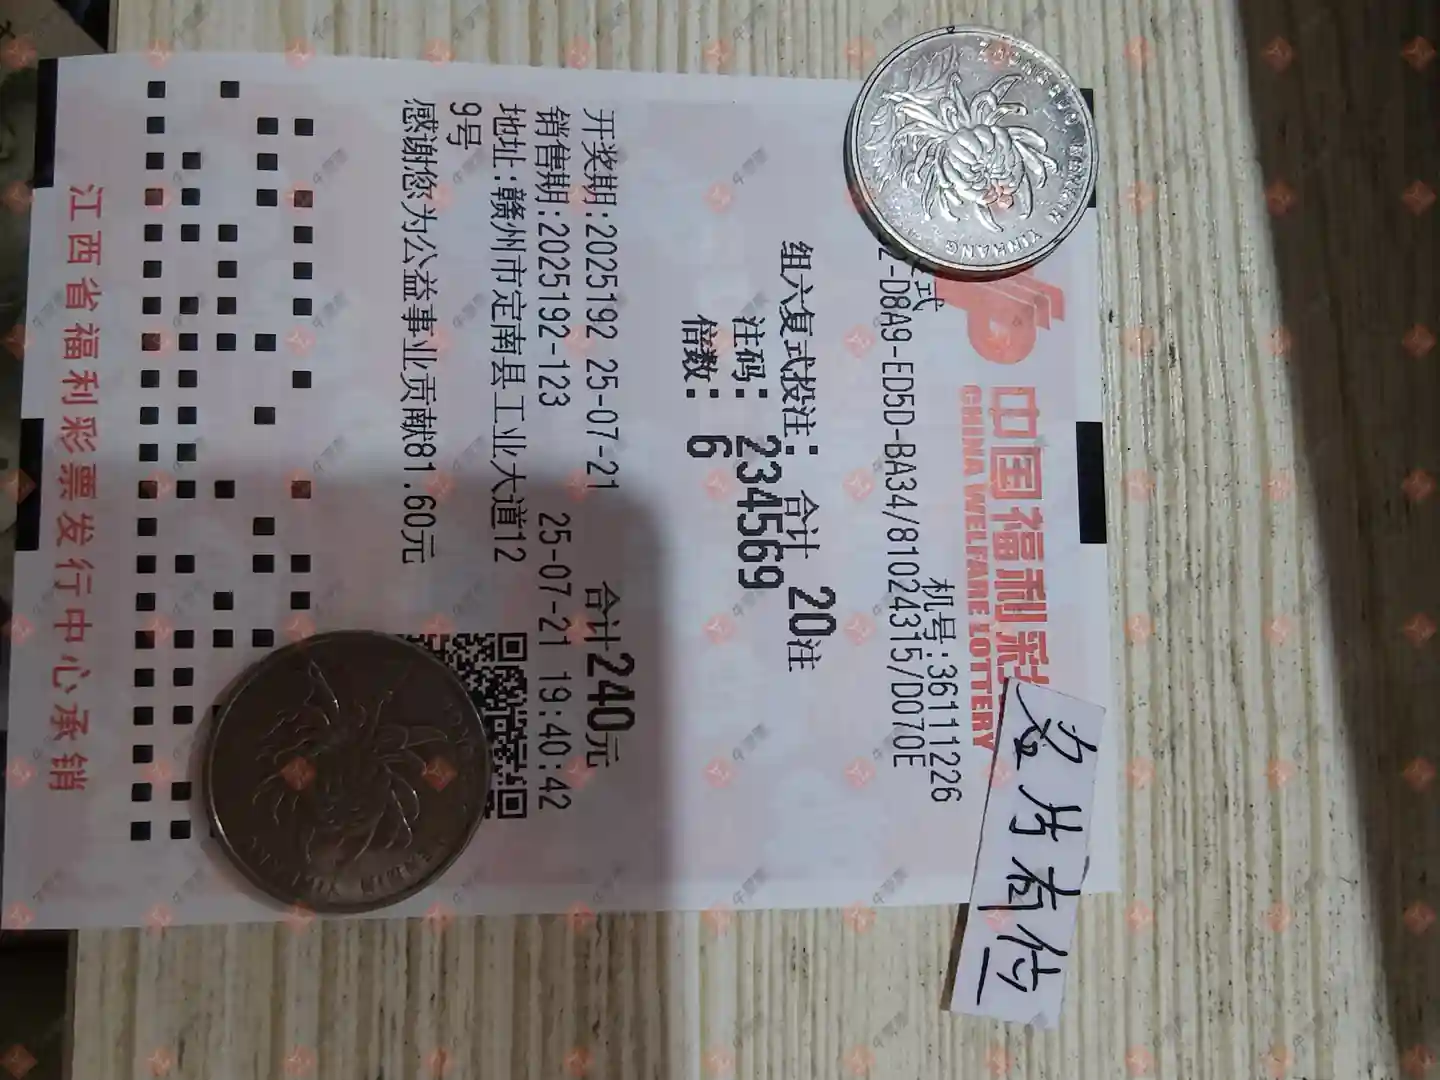 中国福利彩
CHINA WELFARE LOTTERY
机号:36111226
式
2-D8A9-ED5D-BA34/81024315/D070E
组六复式投注: 合计 20注
注码: 234569
倍数: 6
开奖期:2025192 25-07-21 合计240元
销售期:2025192-123 25-07-21 19:40:42
地址:赣州市定南县工业大道12
9号
感谢您为公益事业贡献81.60元
江西省福利彩票发行中心承销